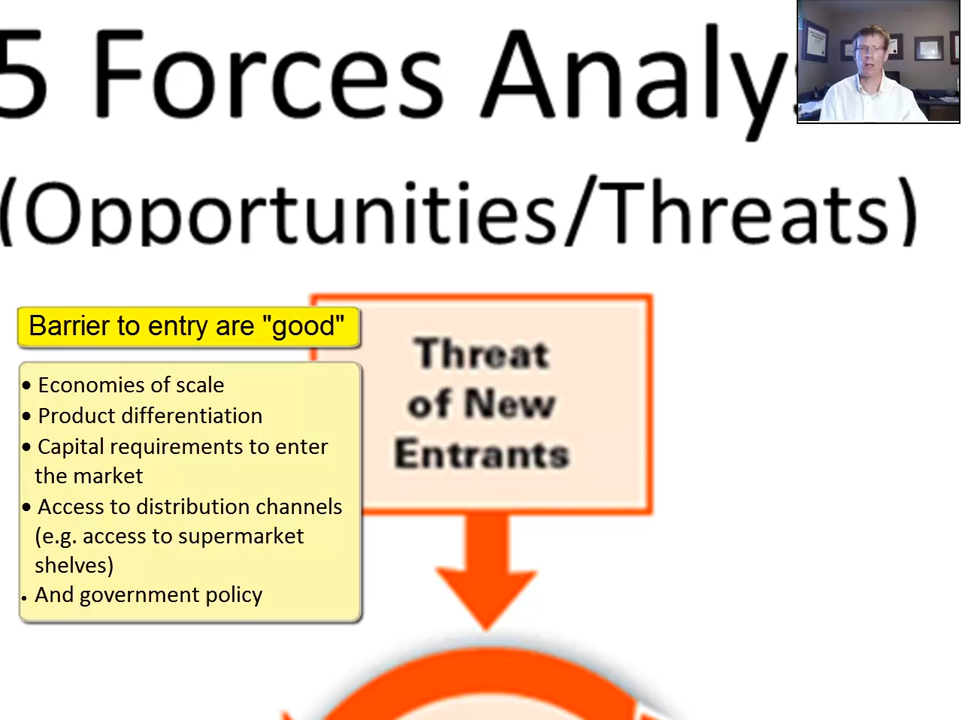 5 Forces Analys
(Opportunities/Threats)
Barrier to entry are "good"
• Economies of scale
• Product differentiation
• Capital requirements to enter
the market
• Access to distribution channels
(e.g. access to supermarket
shelves)
• And government policy
Threat
of New
Entrants